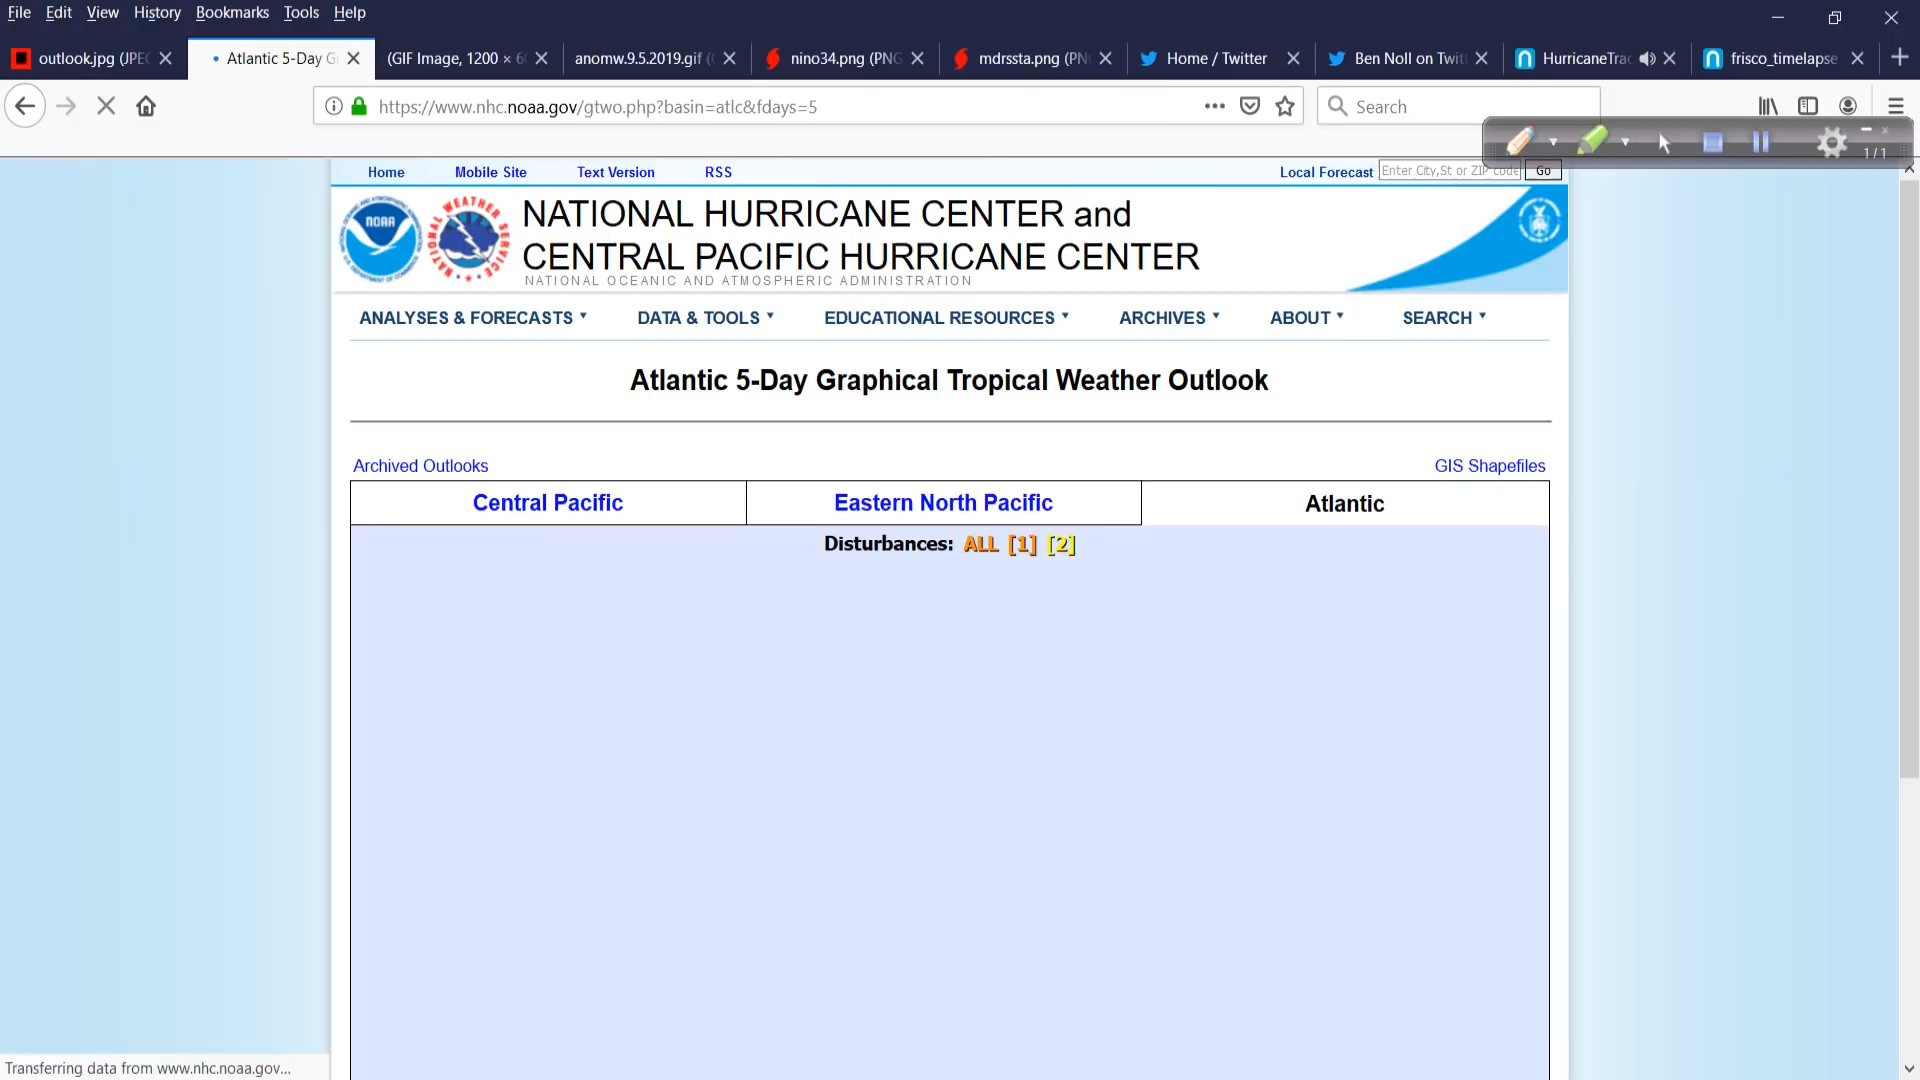 File Edit View History Bookmarks Tools Help
outlook.jpg (JPE
Atlantic 5-Day G
(GIF Image, 1200 × 6
anomw.9.5.2019.gif (
nino34.png (PNG
mdrssta.png (PN
Home / Twitter
Ben Noll on Twit
HurricaneTrac
frisco_timelapse
https://www.nhc.noaa.gov/gtwo.php?basin=atlc&fdays=5
Search
1/1
Home Mobile Site Text Version RSS
Local Forecast Enter City,St or ZIP code Go
NOAA
NATIONAL WEATHER SERVICE
NATIONAL HURRICANE CENTER and
CENTRAL PACIFIC HURRICANE CENTER
NATIONAL OCEANIC AND ATMOSPHERIC ADMINISTRATION
ANALYSES & FORECASTS DATA & TOOLS EDUCATIONAL RESOURCES ARCHIVES ABOUT SEARCH
Atlantic 5-Day Graphical Tropical Weather Outlook
Archived Outlooks
GIS Shapefiles
Central Pacific Eastern North Pacific Atlantic
Disturbances: ALL [1] [2]
Transferring data from www.nhc.noaa.gov...